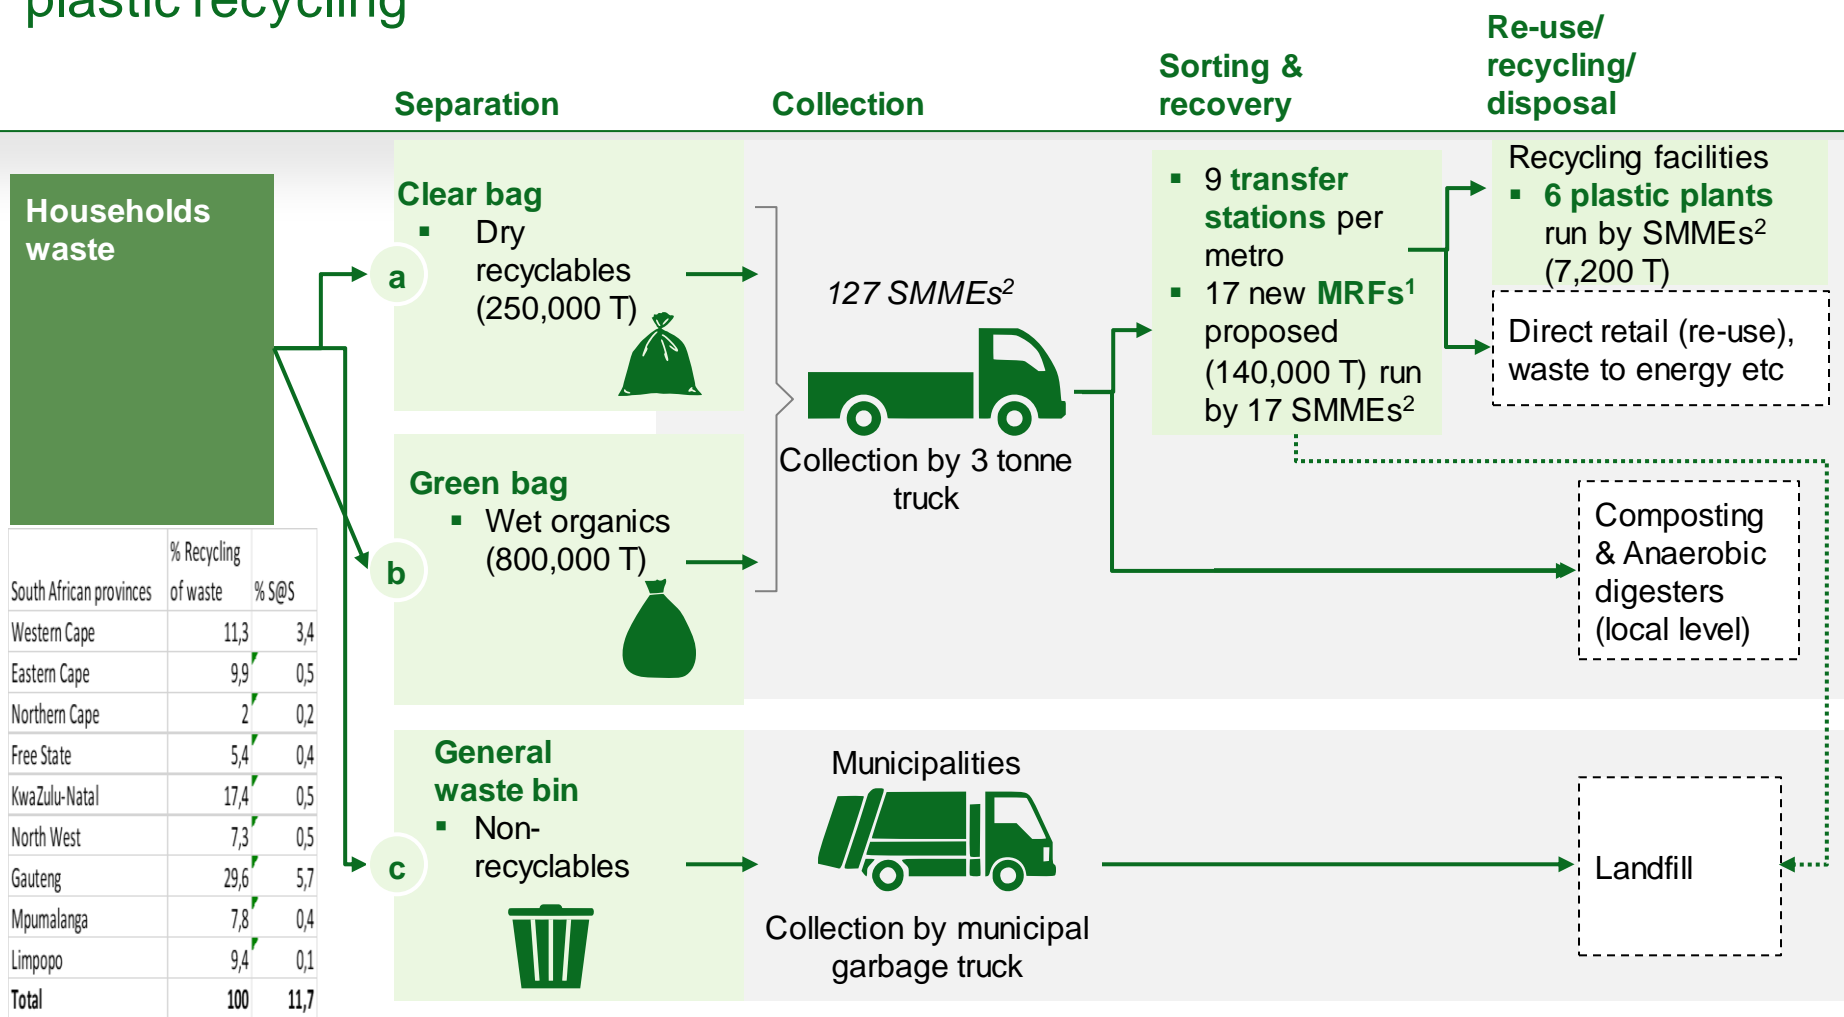 plastic recycling
Separation
Collection
Sorting &
recovery
Re-use/
recycling/
disposal
Households
waste
Clear bag
▪ Dry
recyclables
(250,000 T)
a
Green bag
▪ Wet organics
(800,000 T)
b
General
waste bin
▪ Non-
recyclables
c
127 SMMEs²
Collection by 3 tonne
truck
Municipalities
Collection by municipal
garbage truck
▪ 9 transfer
stations per
metro
▪ 17 new MRFs¹
proposed
(140,000 T) run
by 17 SMMEs²
Recycling facilities
▪ 6 plastic plants
run by SMMEs²
(7,200 T)
Direct retail (re-use),
waste to energy etc
Composting
& Anaerobic
digesters
(local level)
Landfill
% Recycling
South African provinces of waste % S@S
Western Cape 11,3 3,4
Eastern Cape 9,9 0,5
Northern Cape 2 0,2
Free State 5,4 0,4
KwaZulu-Natal 17,4 0,5
North West 7,3 0,5
Gauteng 29,6 5,7
Mpumalanga 7,8 0,4
Limpopo 9,4 0,1
Total 100 11,7